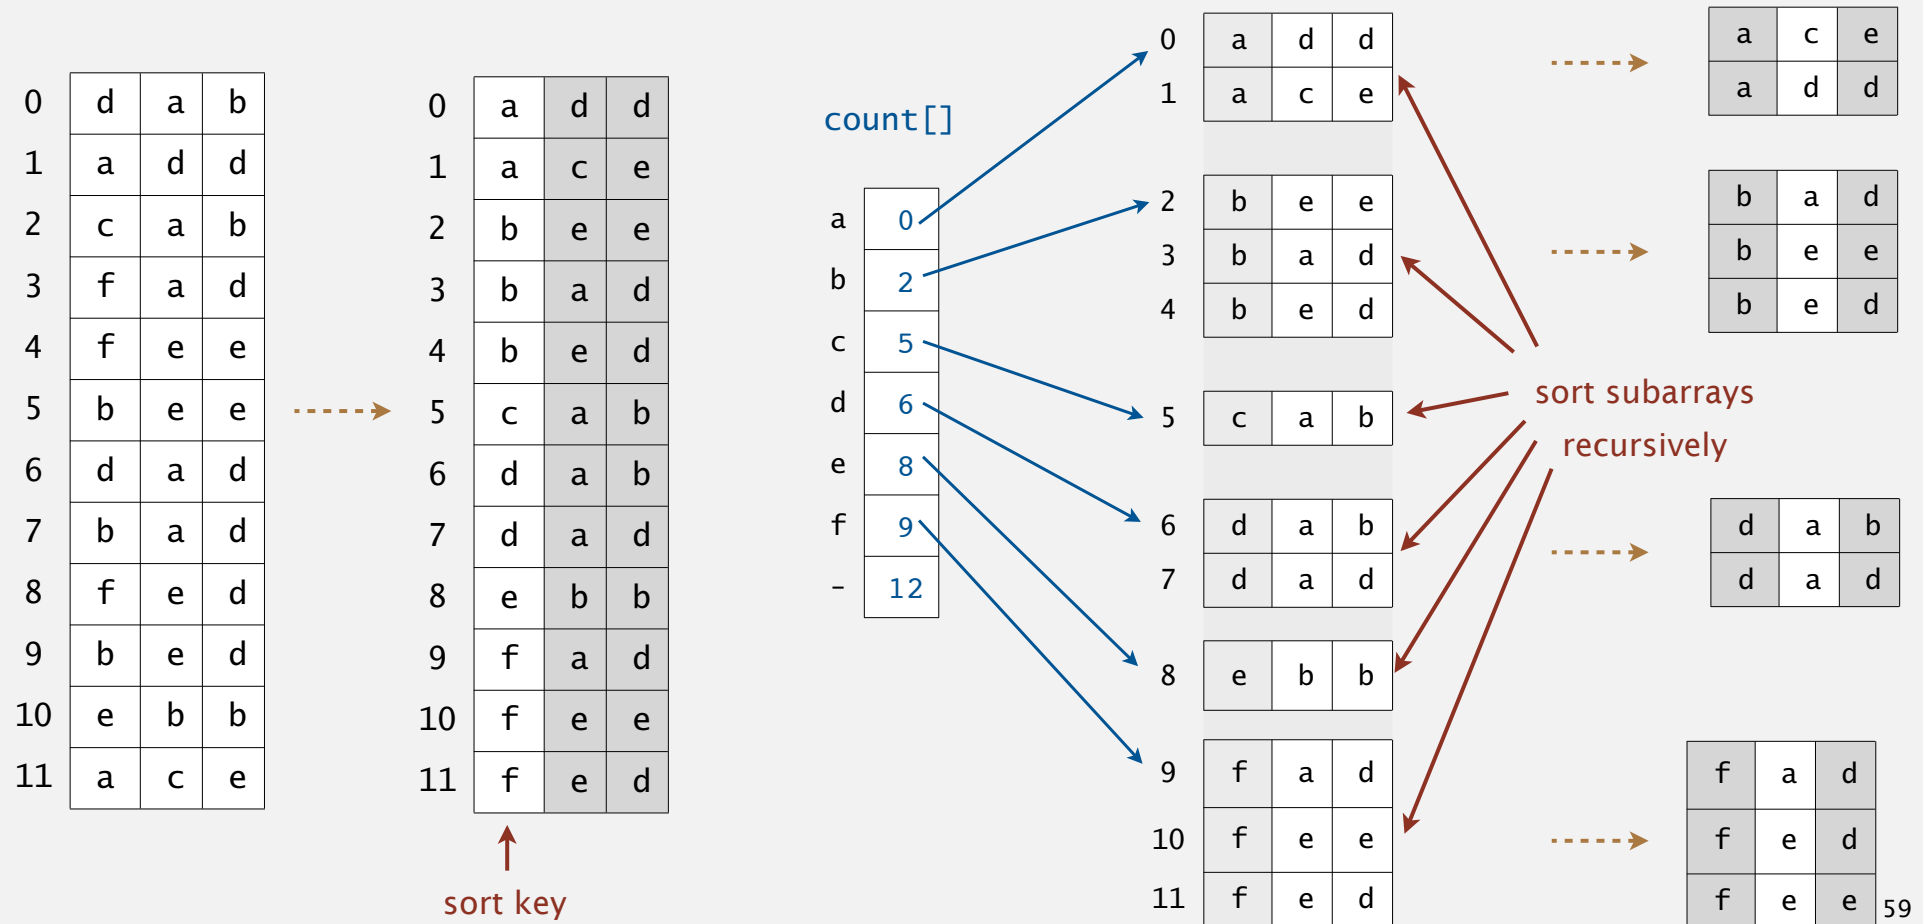 0 d a b
1 a d d
2 c a b
3 f a d
4 f e e
5 b e e
6 d a d
7 b a d
8 f e d
9 b e d
10 e b b
11 a c e
0 a d d
1 a c e
2 b e e
3 b a d
4 b e d
5 c a b
6 d a b
7 d a d
8 e b b
9 f a d
10 f e e
11 f e d
sort key
count[]
a 0
b 2
c 5
d 6
e 8
f 9
- 12
0 a d d
1 a c e
2 b e e
3 b a d
4 b e d
5 c a b
6 d a b
7 d a d
8 e b b
9 f a d
10 f e e
11 f e d
sort subarrays
recursively
a c e
a d d
b a d
b e e
b e d
d a b
d a d
f a d
f e d
f e e
59